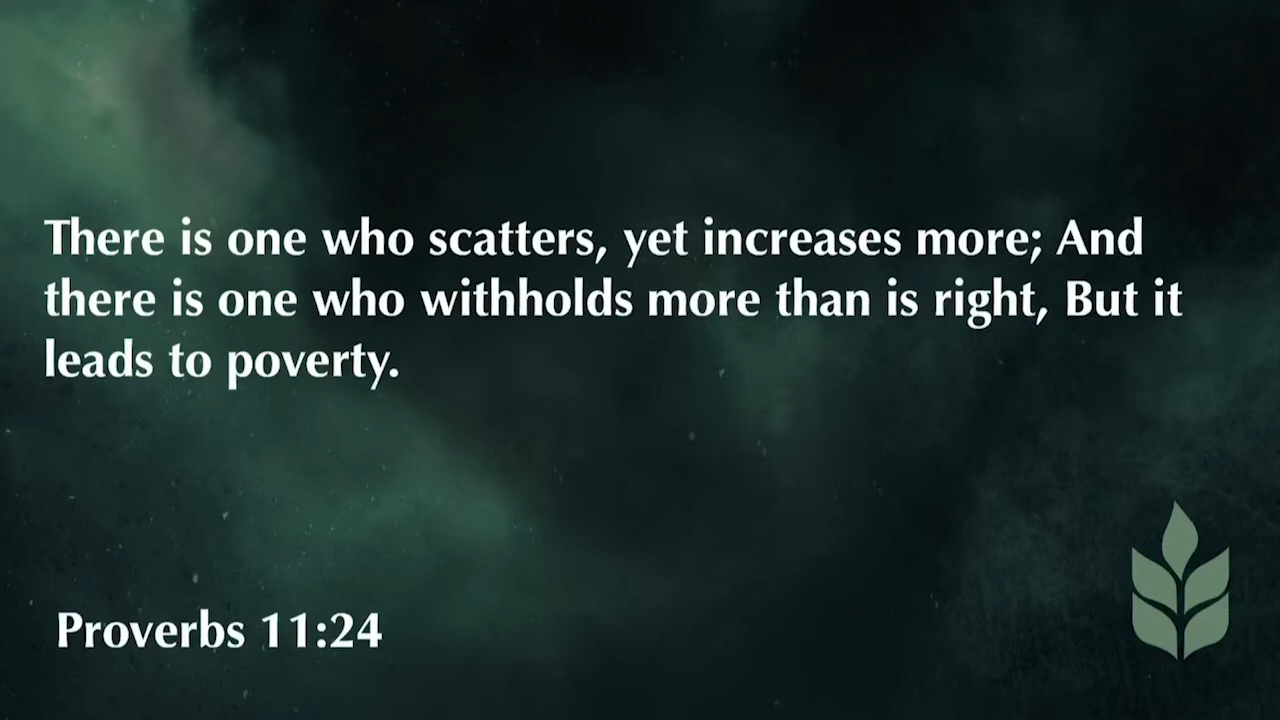 There is one who scatters, yet increases more; And
there is one who withholds more than is right, But it
leads to poverty.
Proverbs 11:24